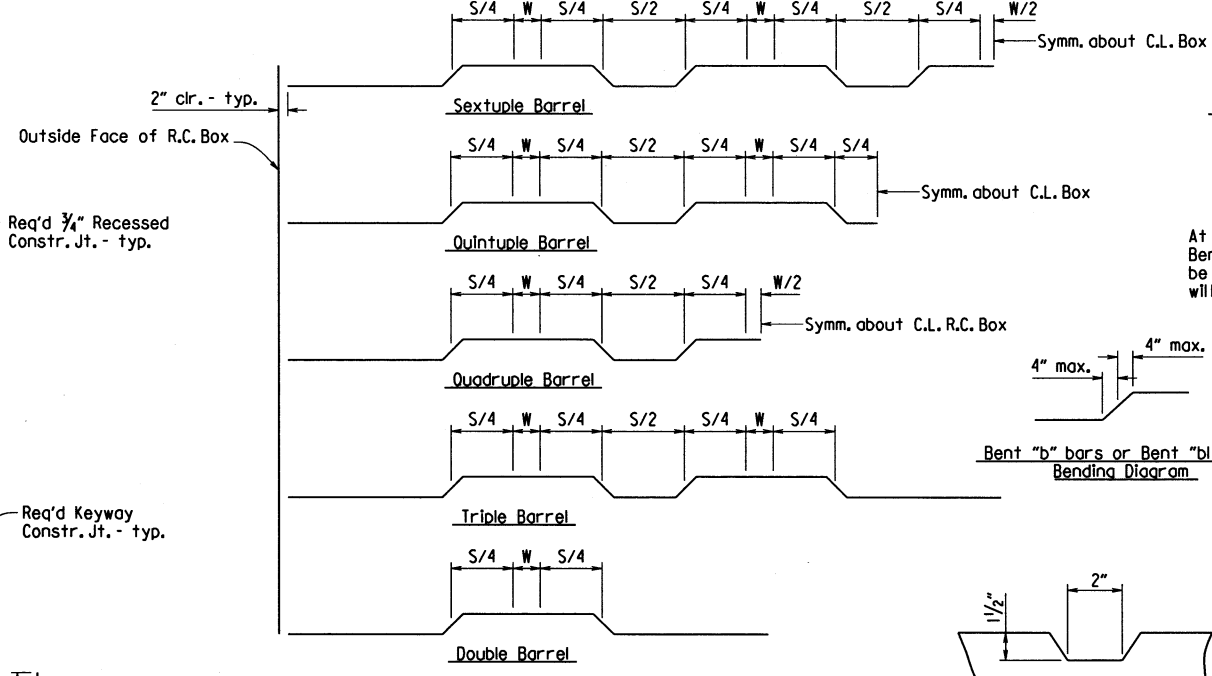 S/4 W S/4 S/2 S/4 W S/4 S/2 S/4 W/2
Symm. about C.L. Box
2" clr. - typ.
Sextuple Barrel
Outside Face of R.C. Box
S/4 W S/4 S/2 S/4 W S/4 S/4
Symm. about C.L. Box
Req'd ¾" Recessed
Constr. Jt. - typ.
Quintuple Barrel
At
Ben
be
will
S/4 W S/4 S/2 S/4 W/2
Symm. about C.L. R.C. Box
Quadruple Barrel
4" max.
4" max.
S/4 W S/4 S/2 S/4 W S/4
Bent "b" bars or Bent "bl
Bending Diagram
Triple Barrel
Req'd Keyway
Constr. Jt. - typ.
S/4 W S/4
2"
1½"
Double Barrel